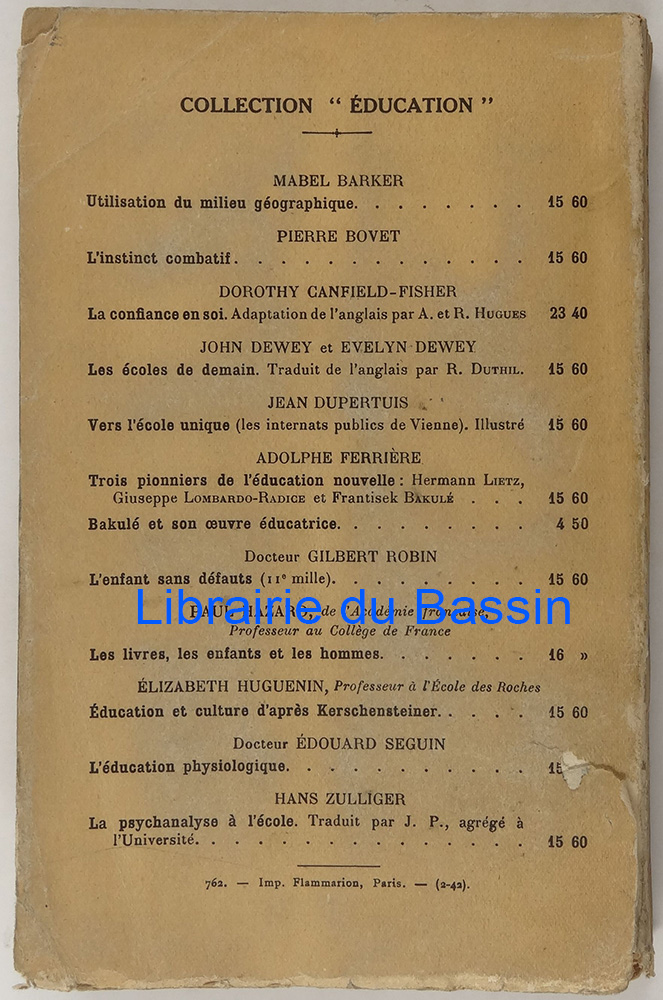 COLLECTION " ÉDUCATION "
MABEL BARKER
Utilisation du milieu géographique. . . . . . . . 15 60
PIERRE BOVET
L'instinct combatif. . . . . . . . . . . . . 15 60
DOROTHY CANFIELD-FISHER
La confiance en soi. Adaptation de l'anglais par A. et R. HUGUES 23 40
JOHN DEWEY et EVELYN DEWEY
Les écoles de demain. Traduit de l'anglais par R. DUTHIL. 15 60
JEAN DUPERTUIS
Vers l'école unique (les internats publics de Vienne). Illustré 15 60
ADOLPHE FERRIÈRE
Trois pionniers de l'éducation nouvelle : Hermann LIETZ,
Giuseppe LOMBARDO-RADICE et Frantisek BAKULÉ . . . 15 60
Bakulé et son œuvre éducatrice. . . . . . . . . 4 50
Docteur GILBERT ROBIN
L'enfant sans défauts (11e mille). . . . . . . . . 15 60
Librairie du Bassin
PAUL HAZARD, de l'Académie française,
Professeur au Collège de France
Les livres, les enfants et les hommes. . . . . . . 16 »
ÉLIZABETH HUGUENIN, Professeur à l'École des Roches
Éducation et culture d'après Kerschensteiner. . . . . 15 60
Docteur ÉDOUARD SEGUIN
L'éducation physiologique. . . . . . . . . . . 15
HANS ZULLIGER
La psychanalyse à l'école. Traduit par J. P., agrégé à
l'Université. . . . . . . . . . . . . . . 15 60
762. — Imp. Flammarion, Paris. — (2-42).